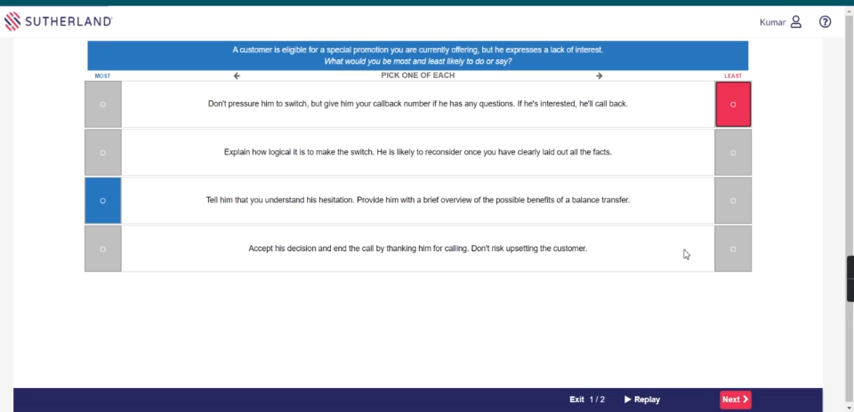 SUTHERLAND
Kumar
A customer is eligible for a special promotion you are currently offering, but he expresses a lack of interest.
What would you be most and least likely to do or say?
MOST
PICK ONE OF EACH
LEAST
Don't pressure him to switch, but give him your callback number if he has any questions. If he's interested, he'll call back.
Explain how logical it is to make the switch. He is likely to reconsider once you have clearly laid out all the facts.
Tell him that you understand his hesitation. Provide him with a brief overview of the possible benefits of a balance transfer.
Accept his decision and end the call by thanking him for calling. Don't risk upsetting the customer.
Exit 1 / 2 Replay Next